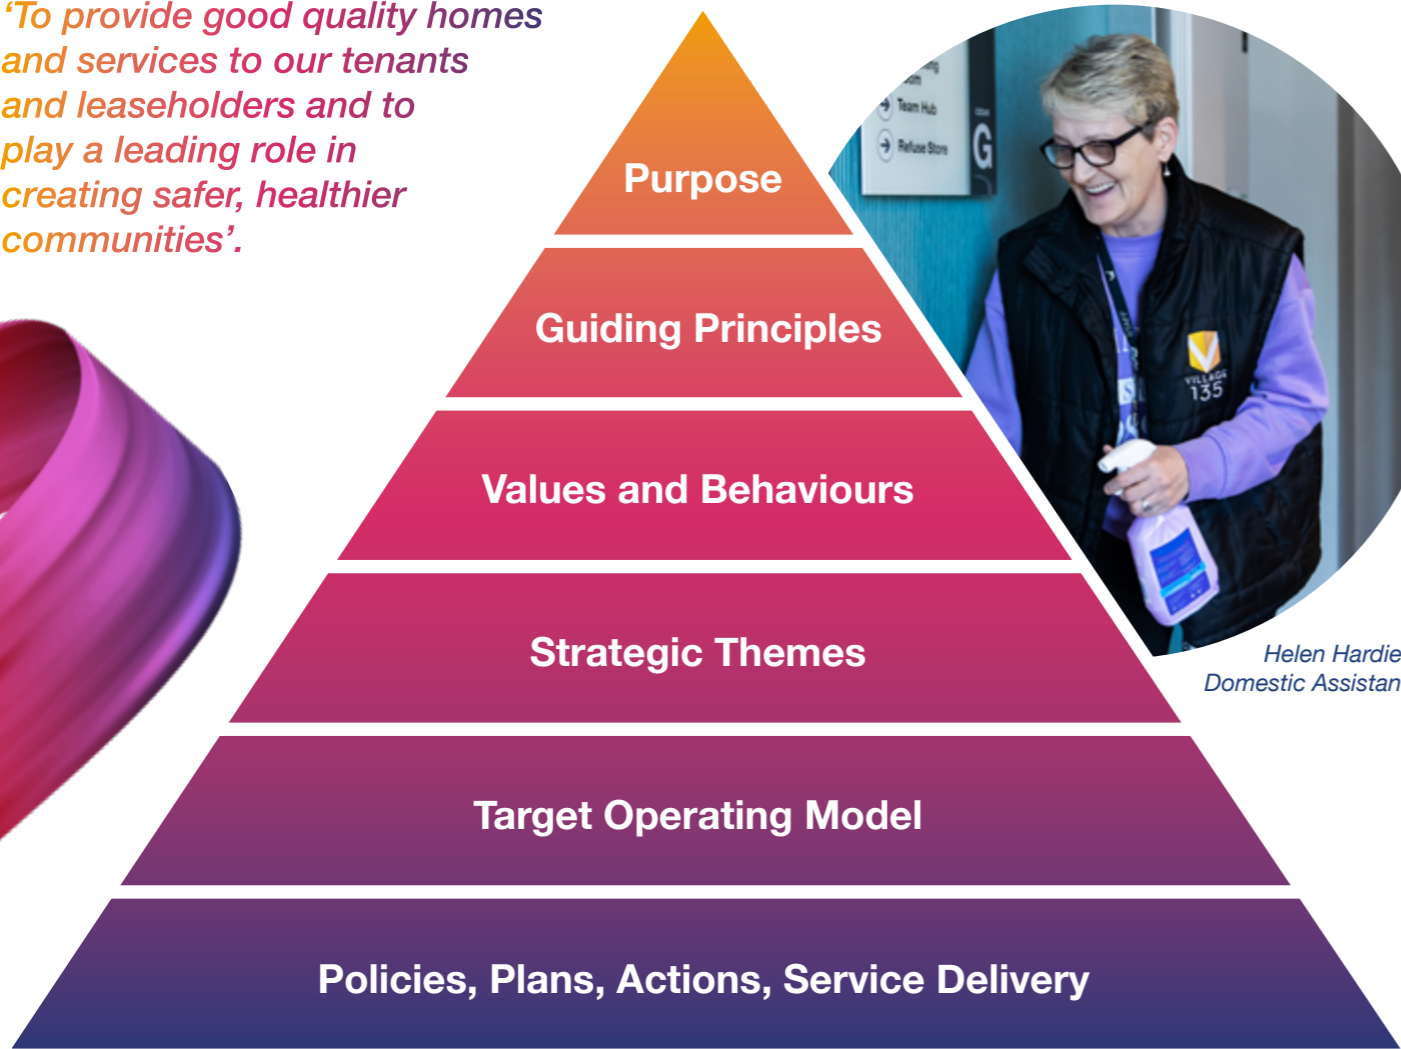 ‘To provide good quality homes
and services to our tenants
and leaseholders and to
play a leading role in
creating safer, healthier
communities’.
Purpose
Guiding Principles
Values and Behaviours
Strategic Themes
Target Operating Model
Policies, Plans, Actions, Service Delivery
Team Hub
Refuse Store
G
VILLAGE
135
Helen Hardie
Domestic Assistan